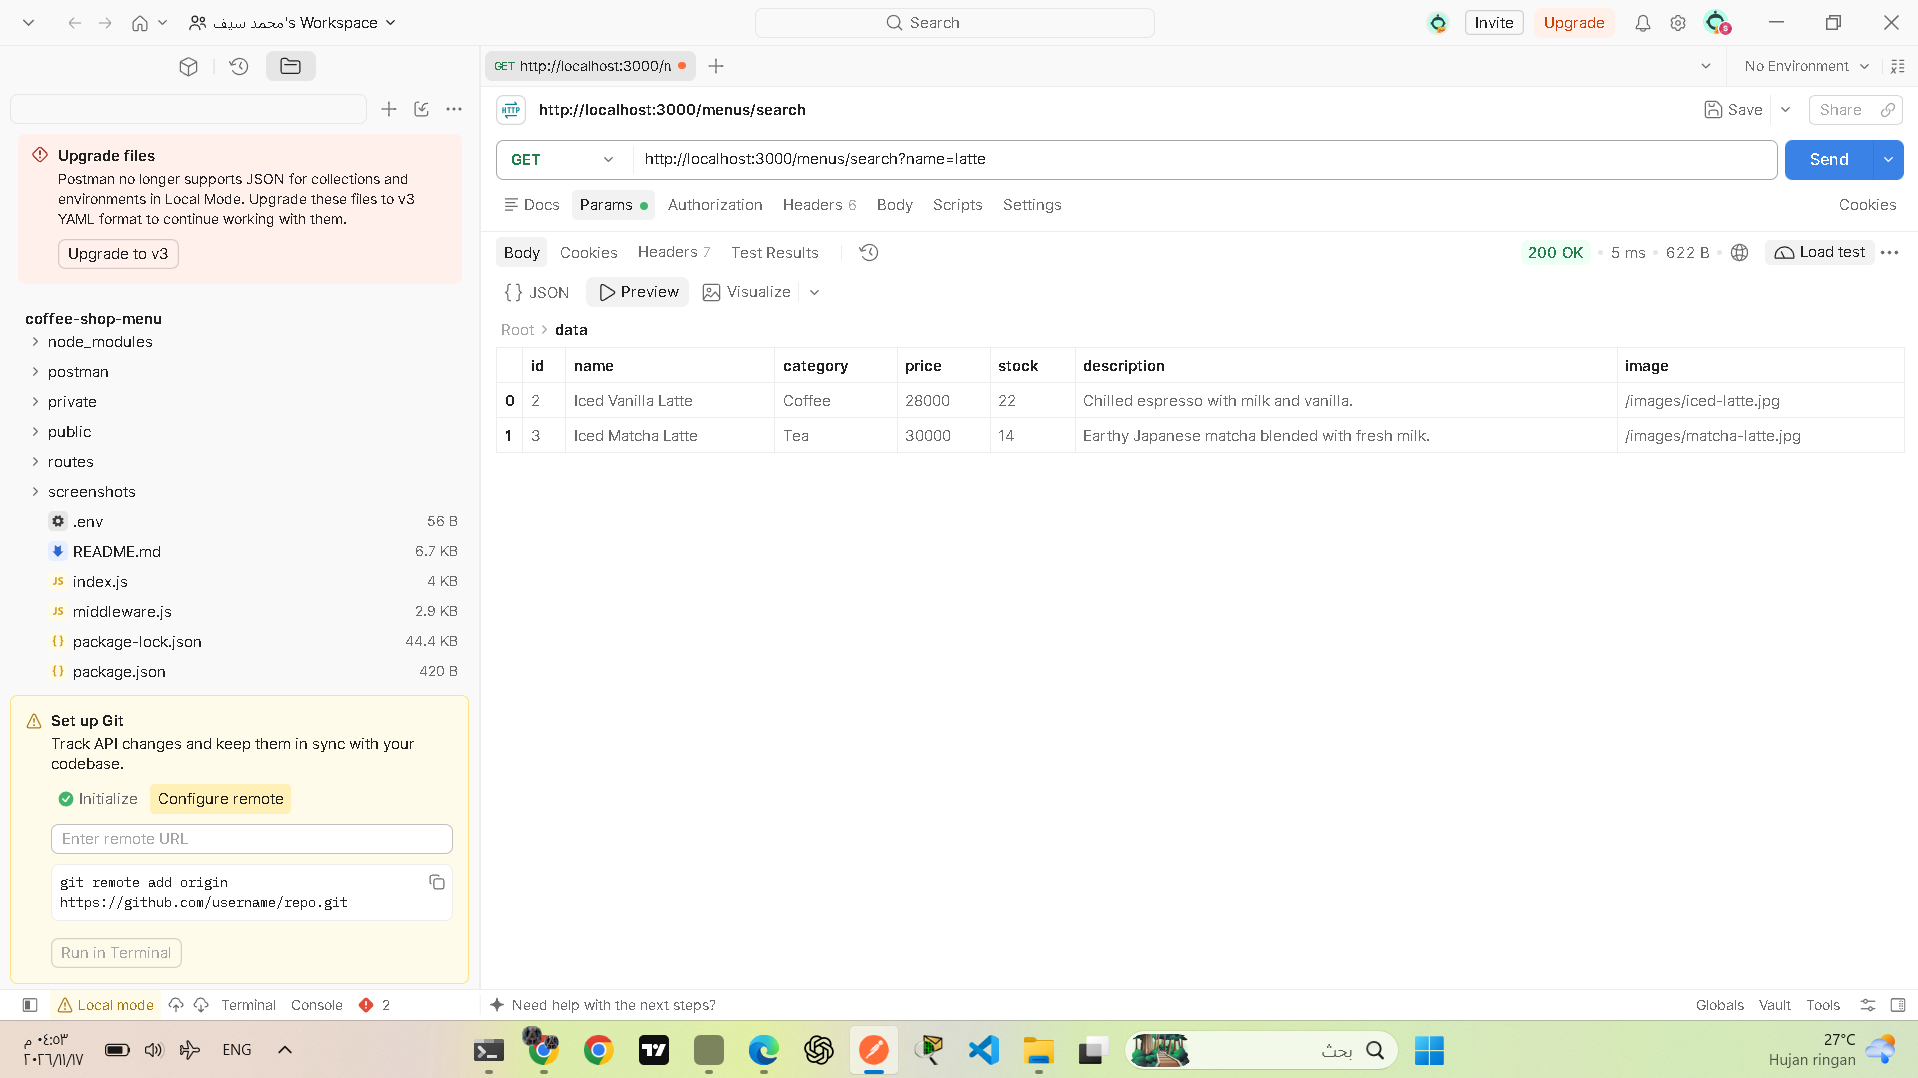 محمد سيف's Workspace
Search
Invite
Upgrade
GET http://localhost:3000/n
No Environment
Upgrade files
Postman no longer supports JSON for collections and
environments in Local Mode. Upgrade these files to v3
YAML format to continue working with them.
Upgrade to v3
coffee-shop-menu
node_modules
postman
private
public
routes
screenshots
.env 56 B
README.md 6.7 KB
JS index.js 4 KB
JS middleware.js 2.9 KB
{} package-lock.json 44.4 KB
{} package.json 420 B
Set up Git
Track API changes and keep them in sync with your
codebase.
Initialize Configure remote
Enter remote URL
git remote add origin
https://github.com/username/repo.git
Run in Terminal
HTTP http://localhost:3000/menus/search
Save Share
GET http://localhost:3000/menus/search?name=latte
Send
Docs Params Authorization Headers 6 Body Scripts Settings
Cookies
Body Cookies Headers 7 Test Results
200 OK 5 ms 622 B Load test
{} JSON Preview Visualize
Root > data
id name category price stock description image
0 2 Iced Vanilla Latte Coffee 28000 22 Chilled espresso with milk and vanilla. /images/iced-latte.jpg
1 3 Iced Matcha Latte Tea 30000 14 Earthy Japanese matcha blended with fresh milk. /images/matcha-latte.jpg
Local mode Terminal Console 2
Need help with the next steps?
Globals Vault Tools
٠٤:٥٣ م
٢٠٢٦/١١/١٧
ENG
بحث
27°C
Hujan ringan